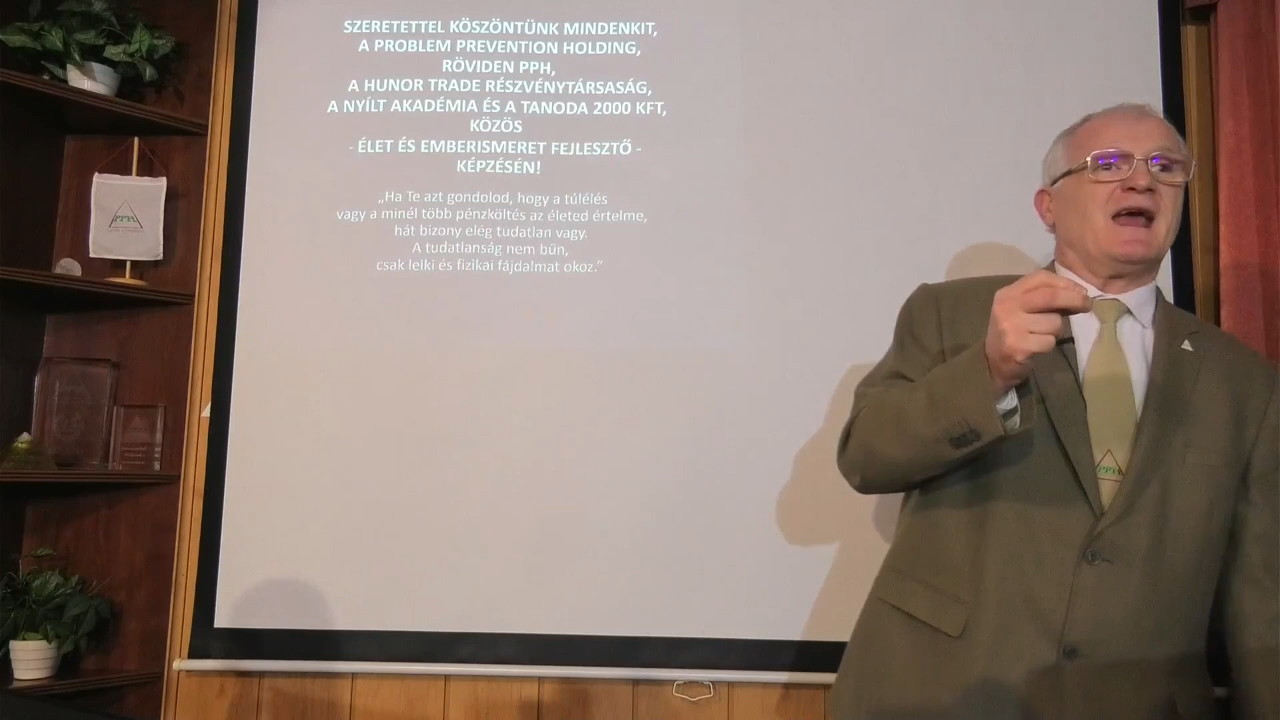 SZERETETTEL KÖSZÖNTÜNK MINDENKIT,
A PROBLEM PREVENTION HOLDING,
RÖVIDEN PPH,
A HUNOR TRADE RÉSZVÉNYTÁRSASÁG,
A NYÍLT AKADÉMIA ÉS A TANODA 2000 KFT,
KÖZÖS
- ÉLET ÉS EMBERISMERET FEJLESZTŐ -
KÉPZÉSÉN!
„Ha Te azt gondolod, hogy a túlélés
vagy a minél több pénzköltés az életed értelme,
hát bizony elég tudatlan vagy.
A tudatlanság nem bűn,
csak lelki és fizikai fájdalmat okoz.”
PPH
PPH